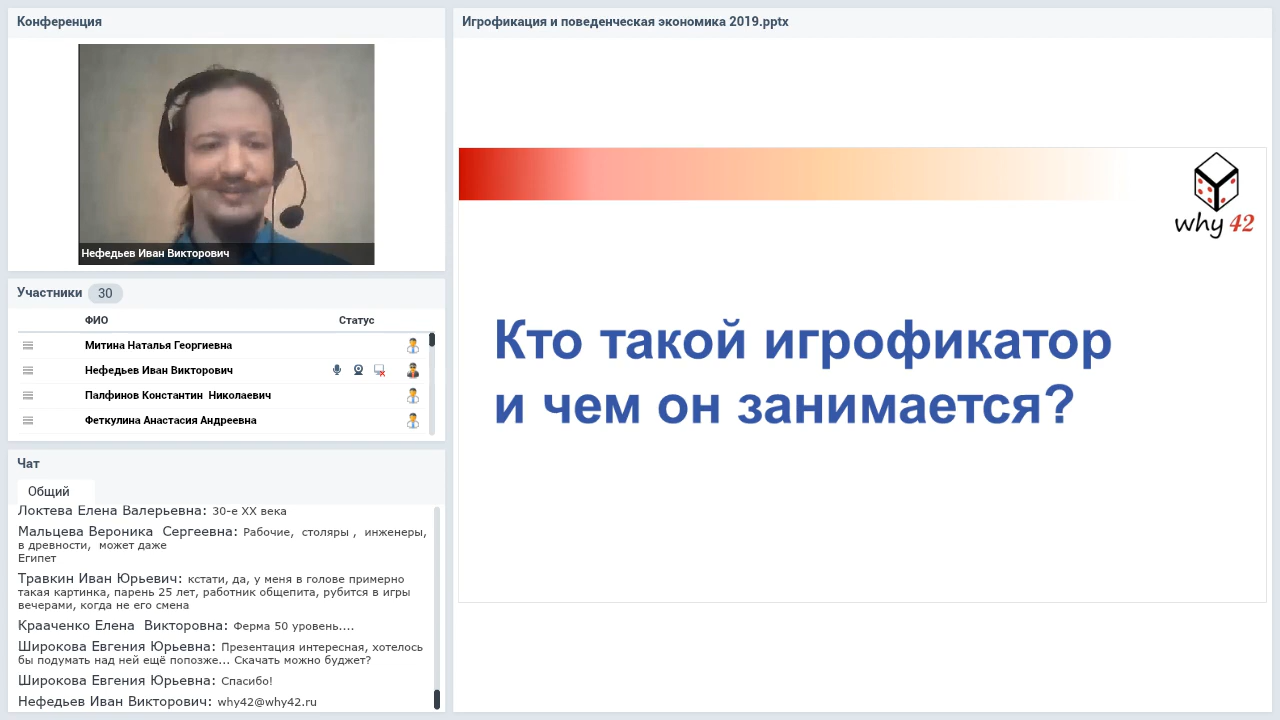 Конференция
Нефедьев Иван Викторович
Участники 30
ФИО Статус
Митина Наталья Георгиевна
Нефедьев Иван Викторович
Палфинов Константин Николаевич
Феткулина Анастасия Андреевна
Чат
Общий
Локтева Елена Валерьевна: 30-е XX века
Мальцева Вероника Сергеевна: Рабочие, столяры , инженеры,
в древности, может даже
Египет
Травкин Иван Юрьевич: кстати, да, у меня в голове примерно
такая картинка, парень 25 лет, работник общепита, рубится в игры
вечерами, когда не его смена
Крааченко Елена Викторовна: Ферма 50 уровень....
Широкова Евгения Юрьевна: Презентация интересная, хотелось
бы подумать над ней ещё попозже... Скачать можно буджет?
Широкова Евгения Юрьевна: Спасибо!
Нефедьев Иван Викторович: why42@why42.ru
Игрофикация и поведенческая экономика 2019.pptx
why 42
Кто такой игрофикатор
и чем он занимается?